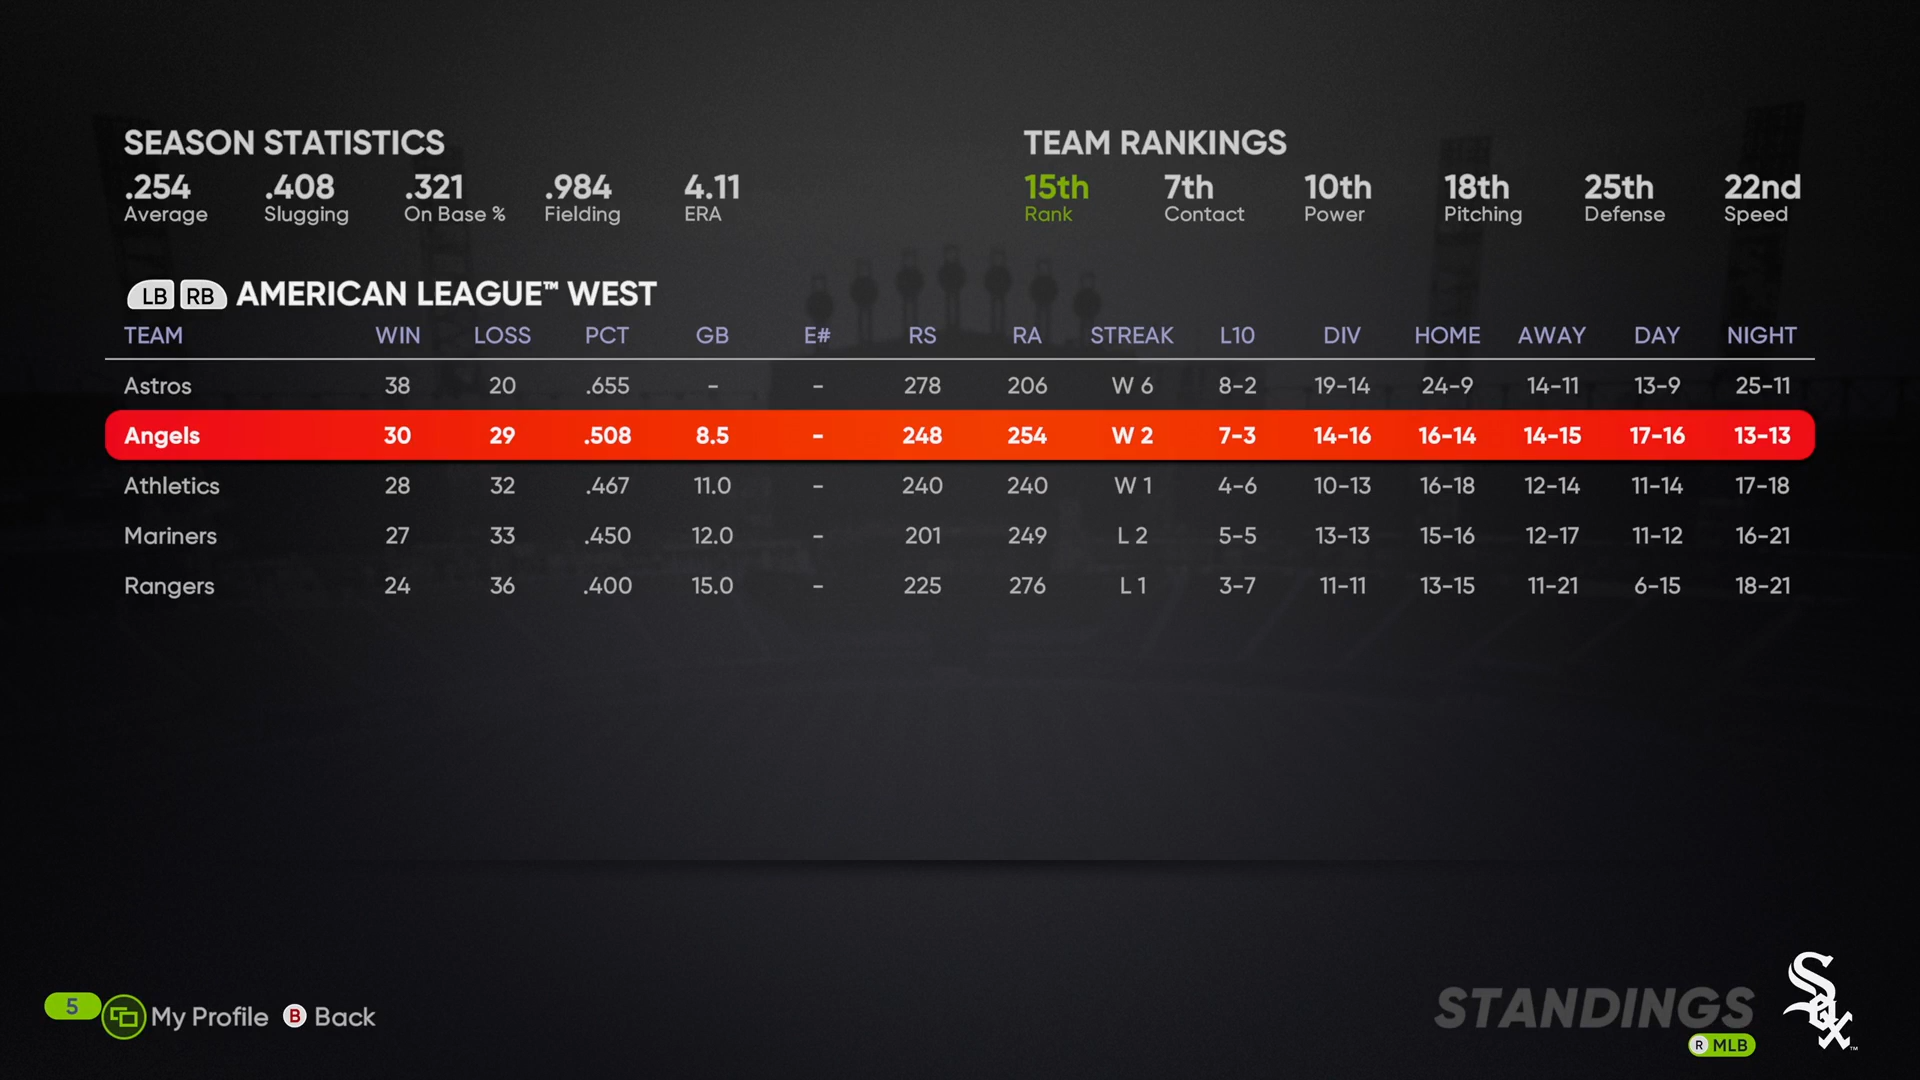 SEASON STATISTICS
.254 .408 .321 .984 4.11
Average Slugging On Base % Fielding ERA
TEAM RANKINGS
15th 7th 10th 18th 25th 22nd
Rank Contact Power Pitching Defense Speed
LB RB AMERICAN LEAGUE™ WEST
TEAM WIN LOSS PCT GB E# RS RA STREAK L10 DIV HOME AWAY DAY NIGHT
Astros 38 20 .655 - - 278 206 W 6 8-2 19-14 24-9 14-11 13-9 25-11
Angels 30 29 .508 8.5 - 248 254 W 2 7-3 14-16 16-14 14-15 17-16 13-13
Athletics 28 32 .467 11.0 - 240 240 W 1 4-6 10-13 16-18 12-14 11-14 17-18
Mariners 27 33 .450 12.0 - 201 249 L 2 5-5 13-13 15-16 12-17 11-12 16-21
Rangers 24 36 .400 15.0 - 225 276 L 1 3-7 11-11 13-15 11-21 6-15 18-21
5 My Profile B Back
STANDINGS
R MLB
Sox™